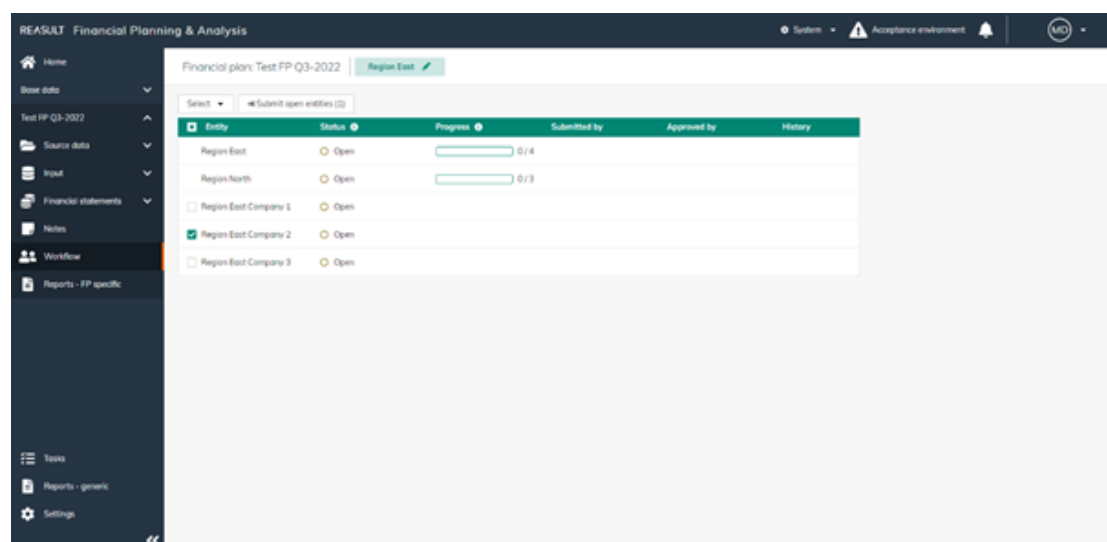 REASULT Financial Planning & Analysis
System
Acceptance environment
MD
Home
Base data
Test FP Q3-2022
Source data
Input
Financial statements
Notes
Workflow
Reports - FP specific
Tasks
Reports - generic
Settings
Financial plan: Test FP Q3-2022
Region East
Select
Submit open entities (1)
Entity Status Progress Submitted by Approved by History
Region East Open 0 / 4
Region North Open 0 / 3
Region East Company 1 Open
Region East Company 2 Open
Region East Company 3 Open